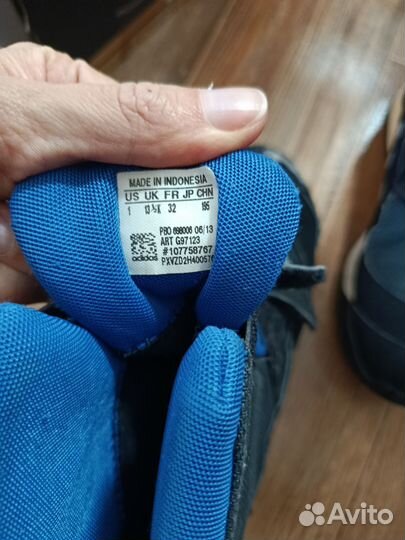 MADE IN INDONESIA
US UK FR JP CHN
1 13 ½K 32 195
PBO 698006 06/13
ART G97123
#107758767
PXVZD2H400576
adidas
Avito